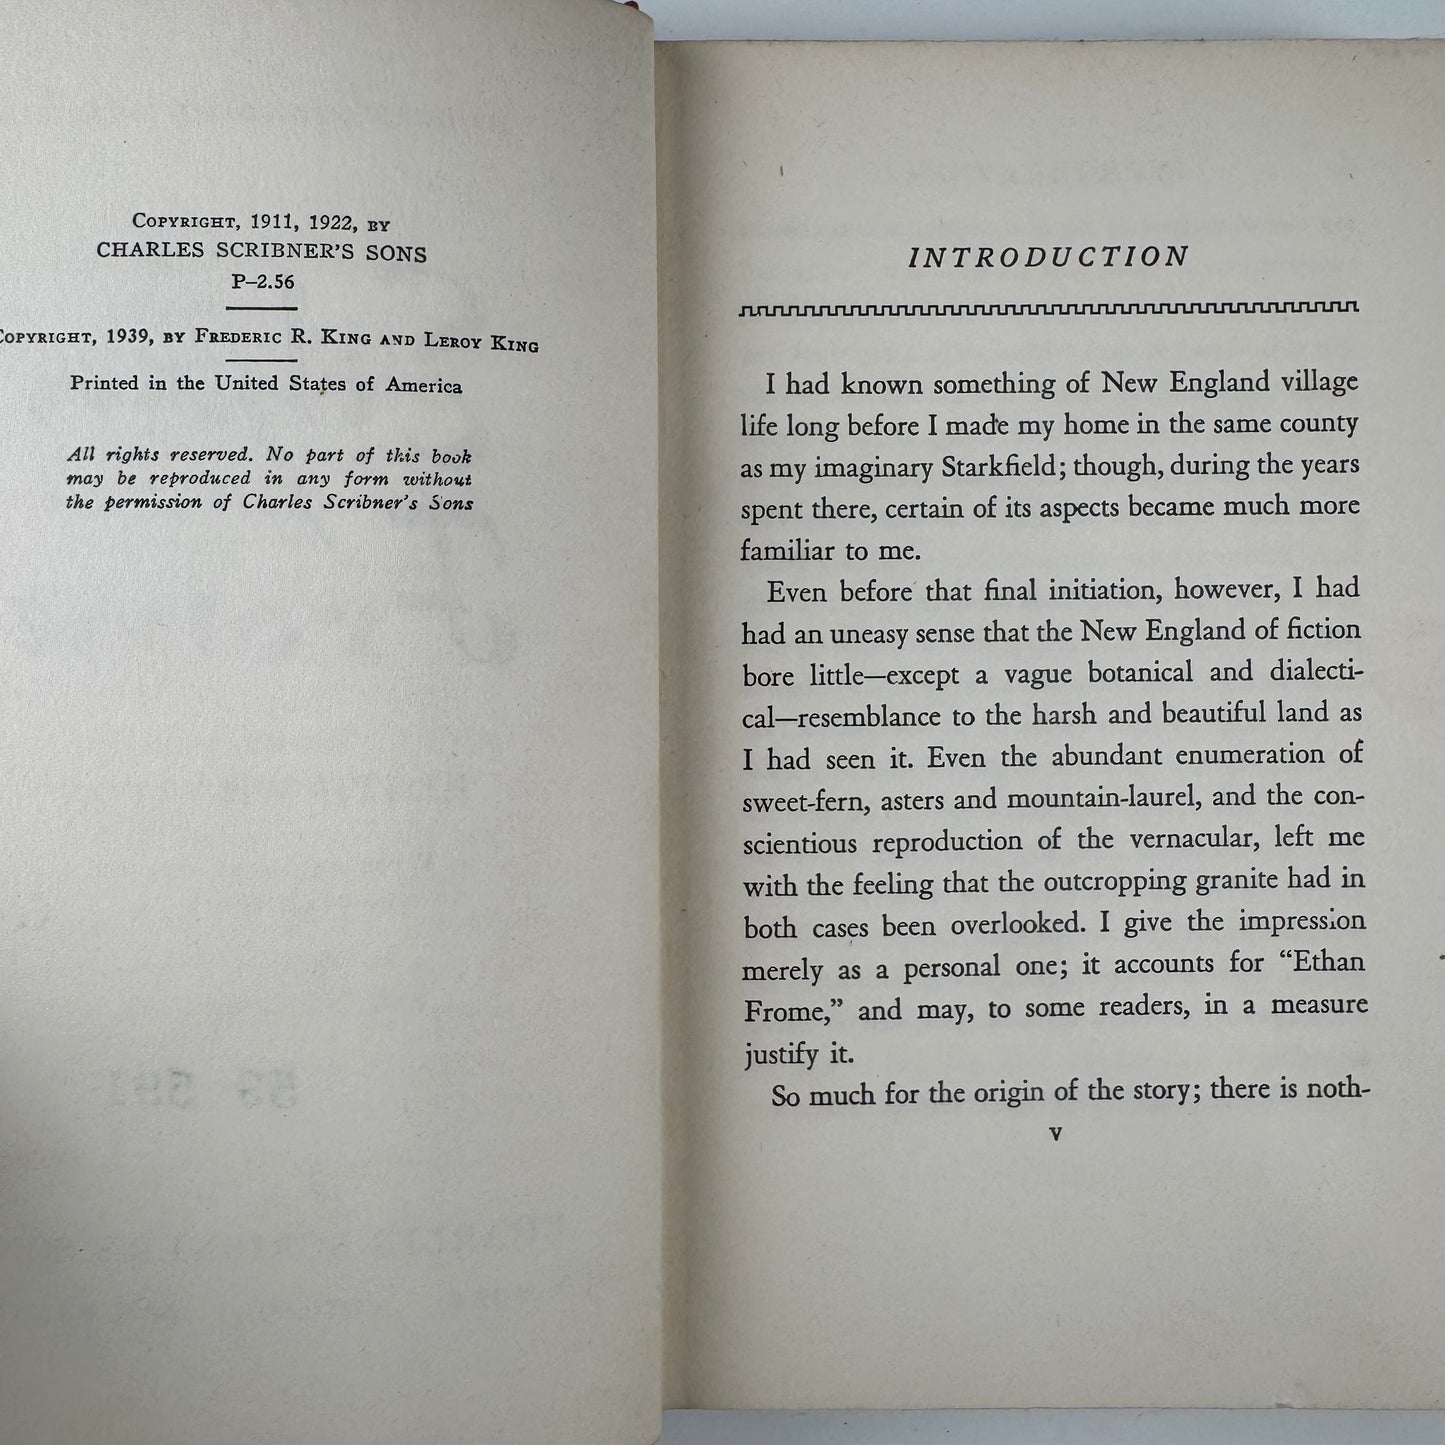 COPYRIGHT, 1911, 1922, BY
CHARLES SCRIBNER'S SONS
P–2.56
COPYRIGHT, 1939, BY FREDERIC R. KING AND LEROY KING
Printed in the United States of America
All rights reserved. No part of this book
may be reproduced in any form without
the permission of Charles Scribner's Sons
INTRODUCTION
I had known something of New England village
life long before I made my home in the same county
as my imaginary Starkfield; though, during the years
spent there, certain of its aspects became much more
familiar to me.
Even before that final initiation, however, I had
had an uneasy sense that the New England of fiction
bore little—except a vague botanical and dialecti-
cal—resemblance to the harsh and beautiful land as
I had seen it. Even the abundant enumeration of
sweet-fern, asters and mountain-laurel, and the con-
scientious reproduction of the vernacular, left me
with the feeling that the outcropping granite had in
both cases been overlooked. I give the impression
merely as a personal one; it accounts for “Ethan
Frome,” and may, to some readers, in a measure
justify it.
So much for the origin of the story; there is noth-
v